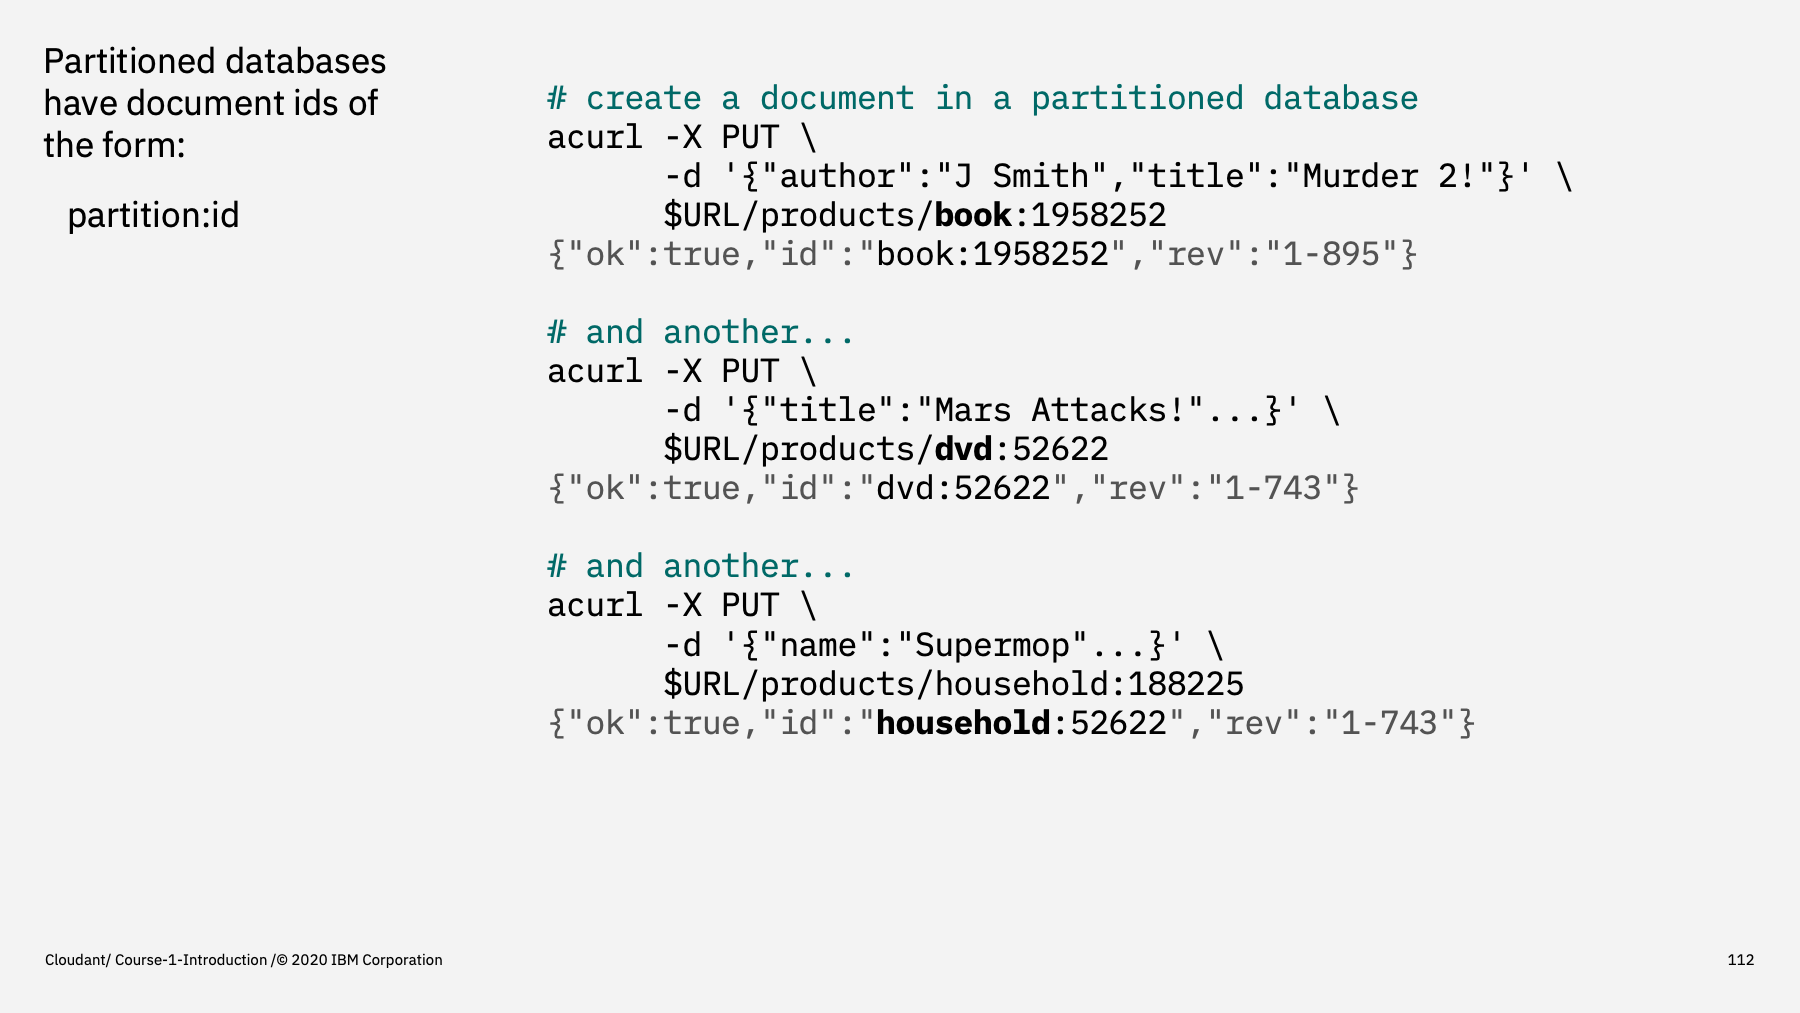 Partitioned databases
have document ids of
the form:
partition:id
# create a document in a partitioned database
acurl -X PUT \
-d '{"author":"J Smith","title":"Murder 2!"}' \
$URL/products/book:1958252
{"ok":true,"id":"book:1958252","rev":"1-895"}
# and another...
acurl -X PUT \
-d '{"title":"Mars Attacks!"...}' \
$URL/products/dvd:52622
{"ok":true,"id":"dvd:52622","rev":"1-743"}
# and another...
acurl -X PUT \
-d '{"name":"Supermop"...}' \
$URL/products/household:188225
{"ok":true,"id":"household:52622","rev":"1-743"}
Cloudant/ Course-1-Introduction /© 2020 IBM Corporation
112